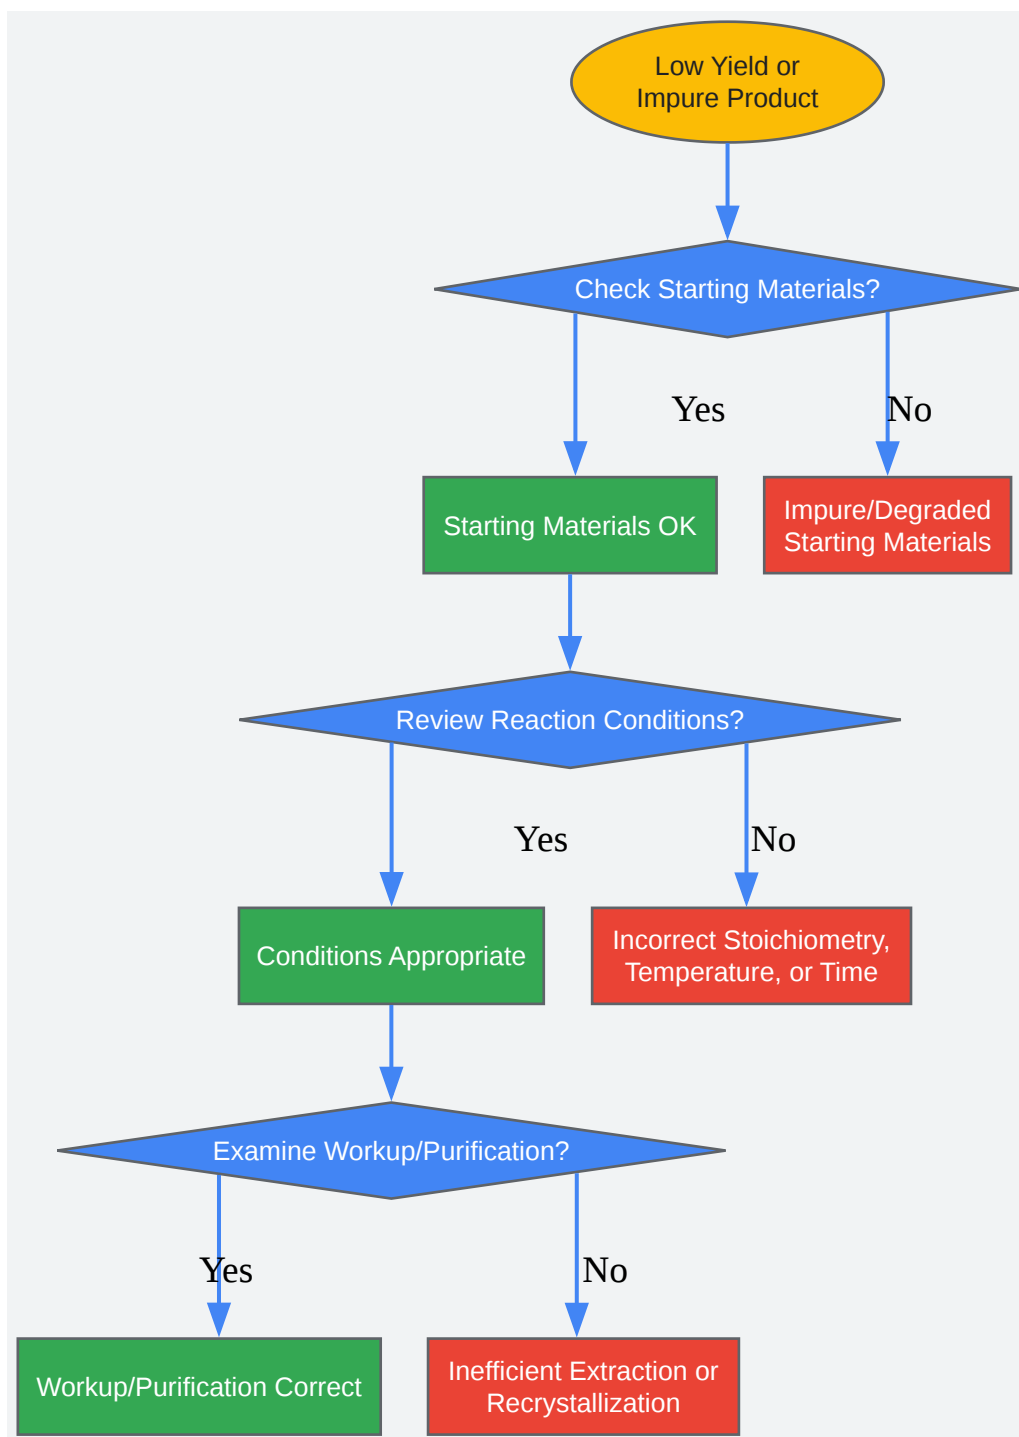 Low Yield or
Impure Product
Check Starting Materials?
Yes
No
Starting Materials OK
Impure/Degraded
Starting Materials
Review Reaction Conditions?
Yes
No
Conditions Appropriate
Incorrect Stoichiometry,
Temperature, or Time
Examine Workup/Purification?
Yes
No
Workup/Purification Correct
Inefficient Extraction or
Recrystallization